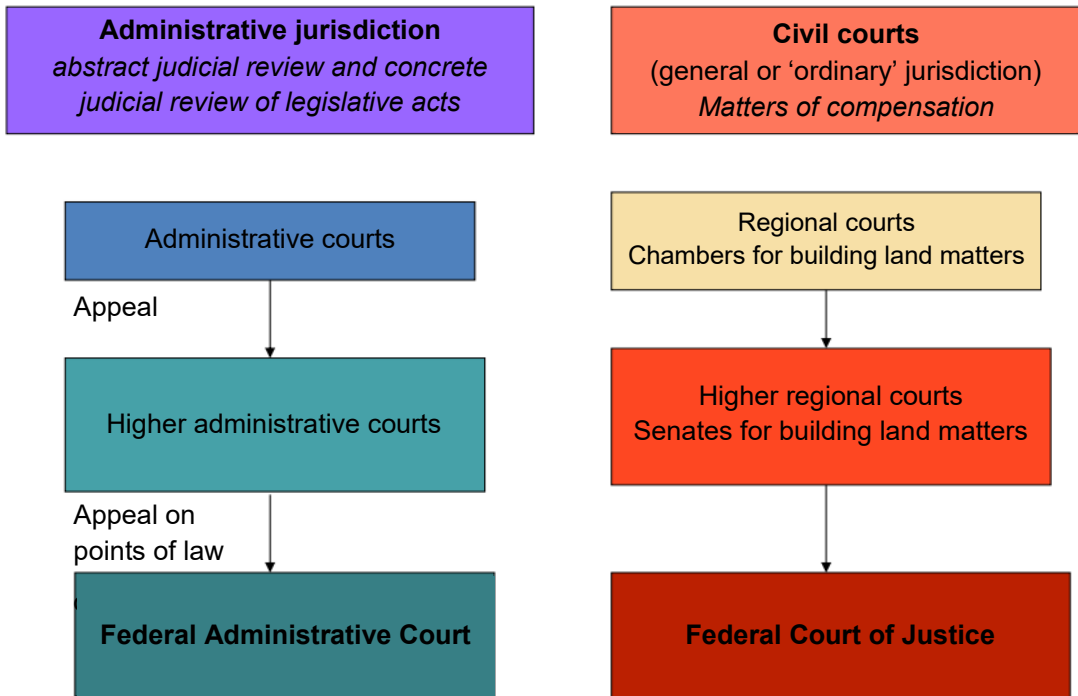 Administrative jurisdiction
abstract judicial review and concrete
judicial review of legislative acts
Administrative courts
Appeal
Higher administrative courts
Appeal on
points of law
Federal Administrative Court
Civil courts
(general or ‘ordinary’ jurisdiction)
Matters of compensation
Regional courts
Chambers for building land matters
Higher regional courts
Senates for building land matters
Federal Court of Justice